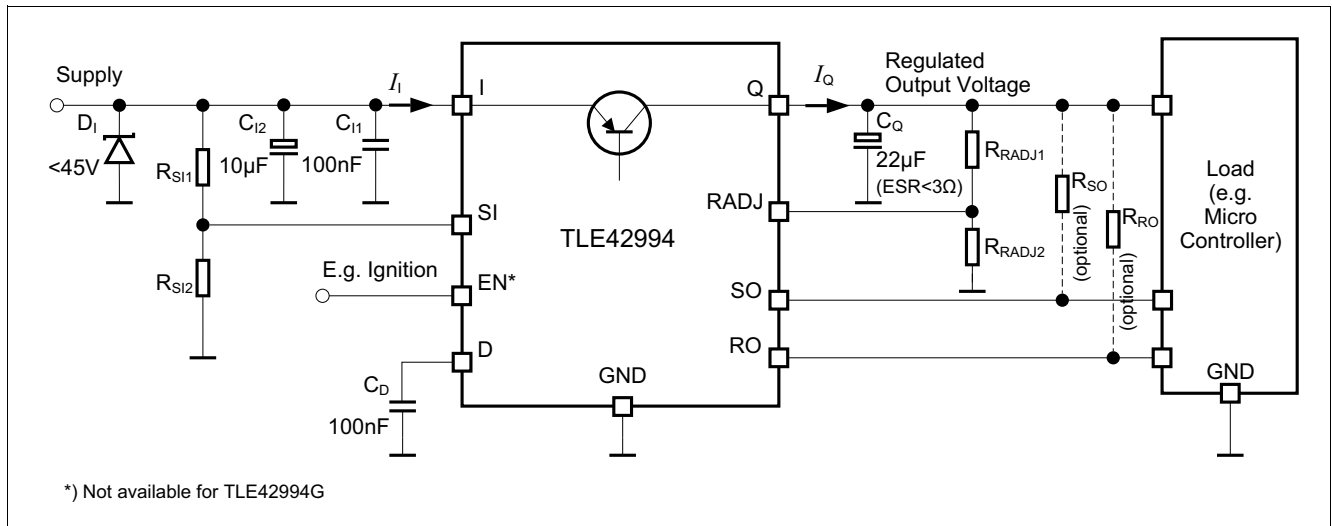 Supply
D_I
<45V
R_SI1
R_SI2
C_I2
10µF
C_I1
100nF
I_I
I
SI
E.g. Ignition
EN*
D
C_D
100nF
TLE42994
GND
Q
RADJ
SO
RO
I_Q
Regulated
Output Voltage
C_Q
22µF
(ESR<3Ω)
R_RADJ1
R_RADJ2
R_SO
(optional)
R_RO
(optional)
Load
(e.g.
Micro
Controller)
GND
*) Not available for TLE42994G